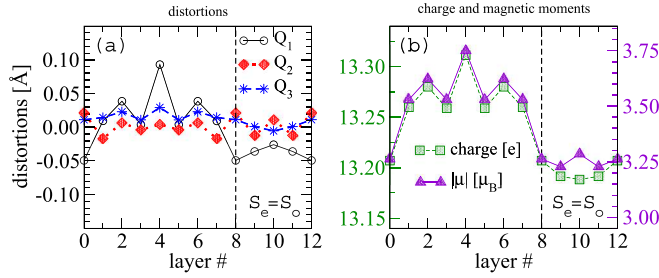 distortions
charge and magnetic moments
(a)
Q1
Q2
Q3
0.10
0.05
0.00
-0.05
-0.10
distortions [Å]
Se=So
0 2 4 6 8 10 12
layer #
(b)
13.30
13.25
13.20
13.15
charge [e]
|μ| [μB]
Se=So
3.75
3.50
3.25
3.00
0 2 4 6 8 10 12
layer #